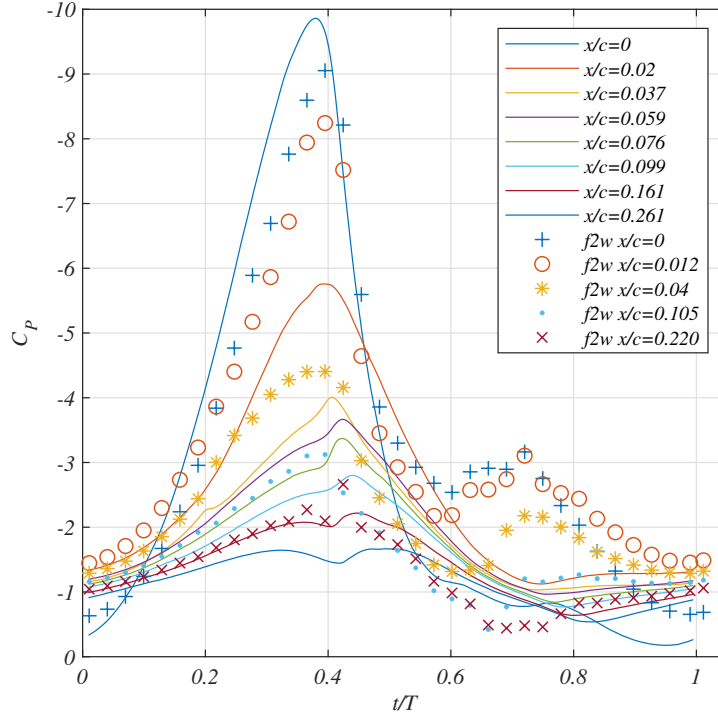 -10
-9
-8
-7
-6
-5
-4
-3
-2
-1
0
C_P
0
0.2
0.4
0.6
0.8
1
t/T
x/c=0
x/c=0.02
x/c=0.037
x/c=0.059
x/c=0.076
x/c=0.099
x/c=0.161
x/c=0.261
f2w x/c=0
f2w x/c=0.012
f2w x/c=0.04
f2w x/c=0.105
f2w x/c=0.220